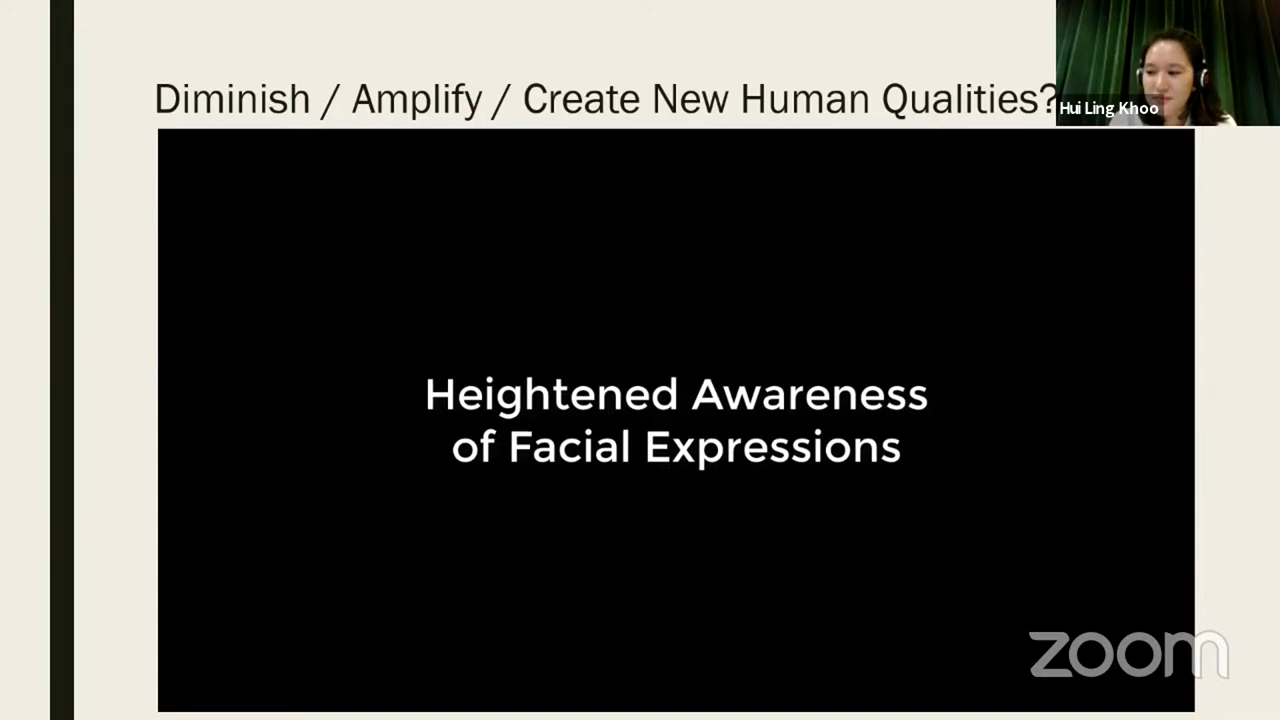 Diminish / Amplify / Create New Human Qualities?
Hui Ling Khoo
Heightened Awareness
of Facial Expressions
zoom